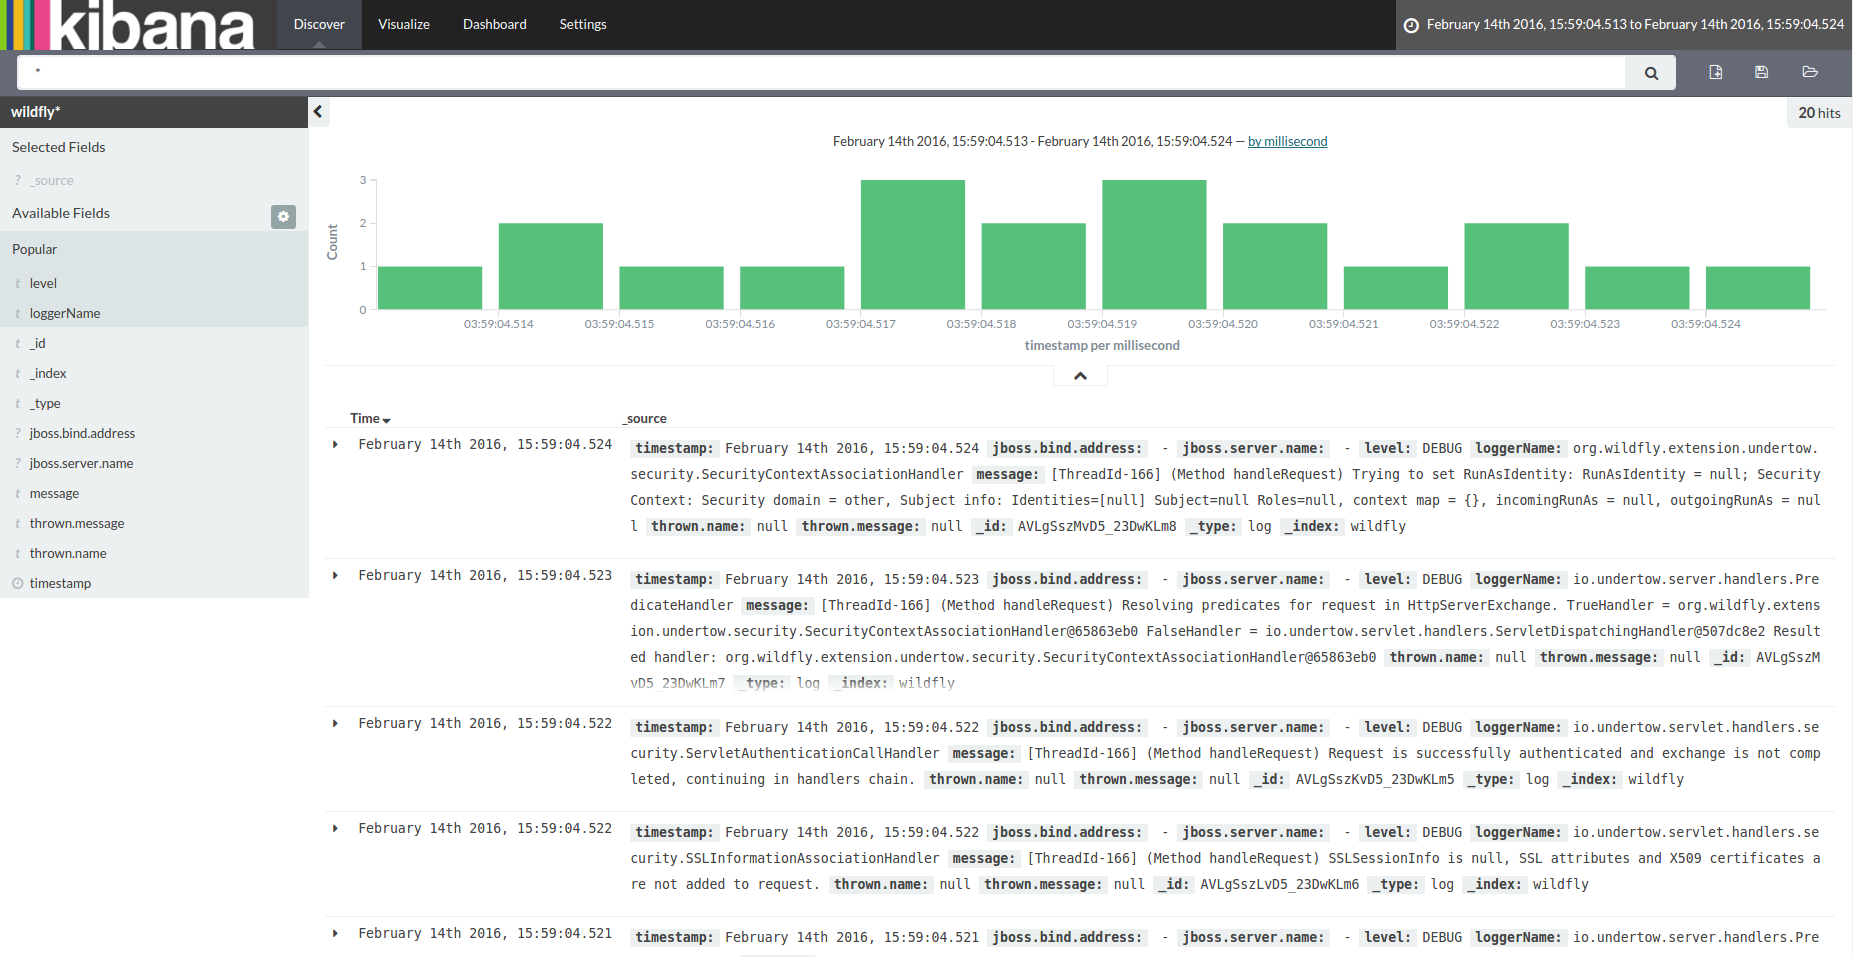 kibana
Discover Visualize Dashboard Settings
February 14th 2016, 15:59:04.513 to February 14th 2016, 15:59:04.524
*
wildfly*
20 hits
Selected Fields
? _source
Available Fields
Popular
t level
t loggerName
t _id
t _index
t _type
? jboss.bind.address
? jboss.server.name
t message
t thrown.message
t thrown.name
timestamp
February 14th 2016, 15:59:04.513 - February 14th 2016, 15:59:04.524 — by millisecond
Count
3
2
1
0
03:59:04.514 03:59:04.515 03:59:04.516 03:59:04.517 03:59:04.518 03:59:04.519 03:59:04.520 03:59:04.521 03:59:04.522 03:59:04.523 03:59:04.524
timestamp per millisecond
Time _source
February 14th 2016, 15:59:04.524 timestamp: February 14th 2016, 15:59:04.524 jboss.bind.address: - jboss.server.name: - level: DEBUG loggerName: org.wildfly.extension.undertow.
security.SecurityContextAssociationHandler message: [ThreadId-166] (Method handleRequest) Trying to set RunAsIdentity: RunAsIdentity = null; Security
Context: Security domain = other, Subject info: Identities=[null] Subject=null Roles=null, context map = {}, incomingRunAs = null, outgoingRunAs = nul
l thrown.name: null thrown.message: null _id: AVLgSszMvD5_23DwKLm8 _type: log _index: wildfly
February 14th 2016, 15:59:04.523 timestamp: February 14th 2016, 15:59:04.523 jboss.bind.address: - jboss.server.name: - level: DEBUG loggerName: io.undertow.server.handlers.Pre
dicateHandler message: [ThreadId-166] (Method handleRequest) Resolving predicates for request in HttpServerExchange. TrueHandler = org.wildfly.extens
ion.undertow.security.SecurityContextAssociationHandler@65863eb0 FalseHandler = io.undertow.servlet.handlers.ServletDispatchingHandler@507dc8e2 Result
ed handler: org.wildfly.extension.undertow.security.SecurityContextAssociationHandler@65863eb0 thrown.name: null thrown.message: null _id: AVLgSszM
vD5_23DwKLm7 _type: log _index: wildfly
February 14th 2016, 15:59:04.522 timestamp: February 14th 2016, 15:59:04.522 jboss.bind.address: - jboss.server.name: - level: DEBUG loggerName: io.undertow.servlet.handlers.se
curity.ServletAuthenticationCallHandler message: [ThreadId-166] (Method handleRequest) Request is successfully authenticated and exchange is not comp
leted, continuing in handlers chain. thrown.name: null thrown.message: null _id: AVLgSszKvD5_23DwKLm5 _type: log _index: wildfly
February 14th 2016, 15:59:04.522 timestamp: February 14th 2016, 15:59:04.522 jboss.bind.address: - jboss.server.name: - level: DEBUG loggerName: io.undertow.servlet.handlers.se
curity.SSLInformationAssociationHandler message: [ThreadId-166] (Method handleRequest) SSLSessionInfo is null, SSL attributes and X509 certificates a
re not added to request. thrown.name: null thrown.message: null _id: AVLgSszLvD5_23DwKLm6 _type: log _index: wildfly
February 14th 2016, 15:59:04.521 timestamp: February 14th 2016, 15:59:04.521 jboss.bind.address: - jboss.server.name: - level: DEBUG loggerName: io.undertow.server.handlers.Pre